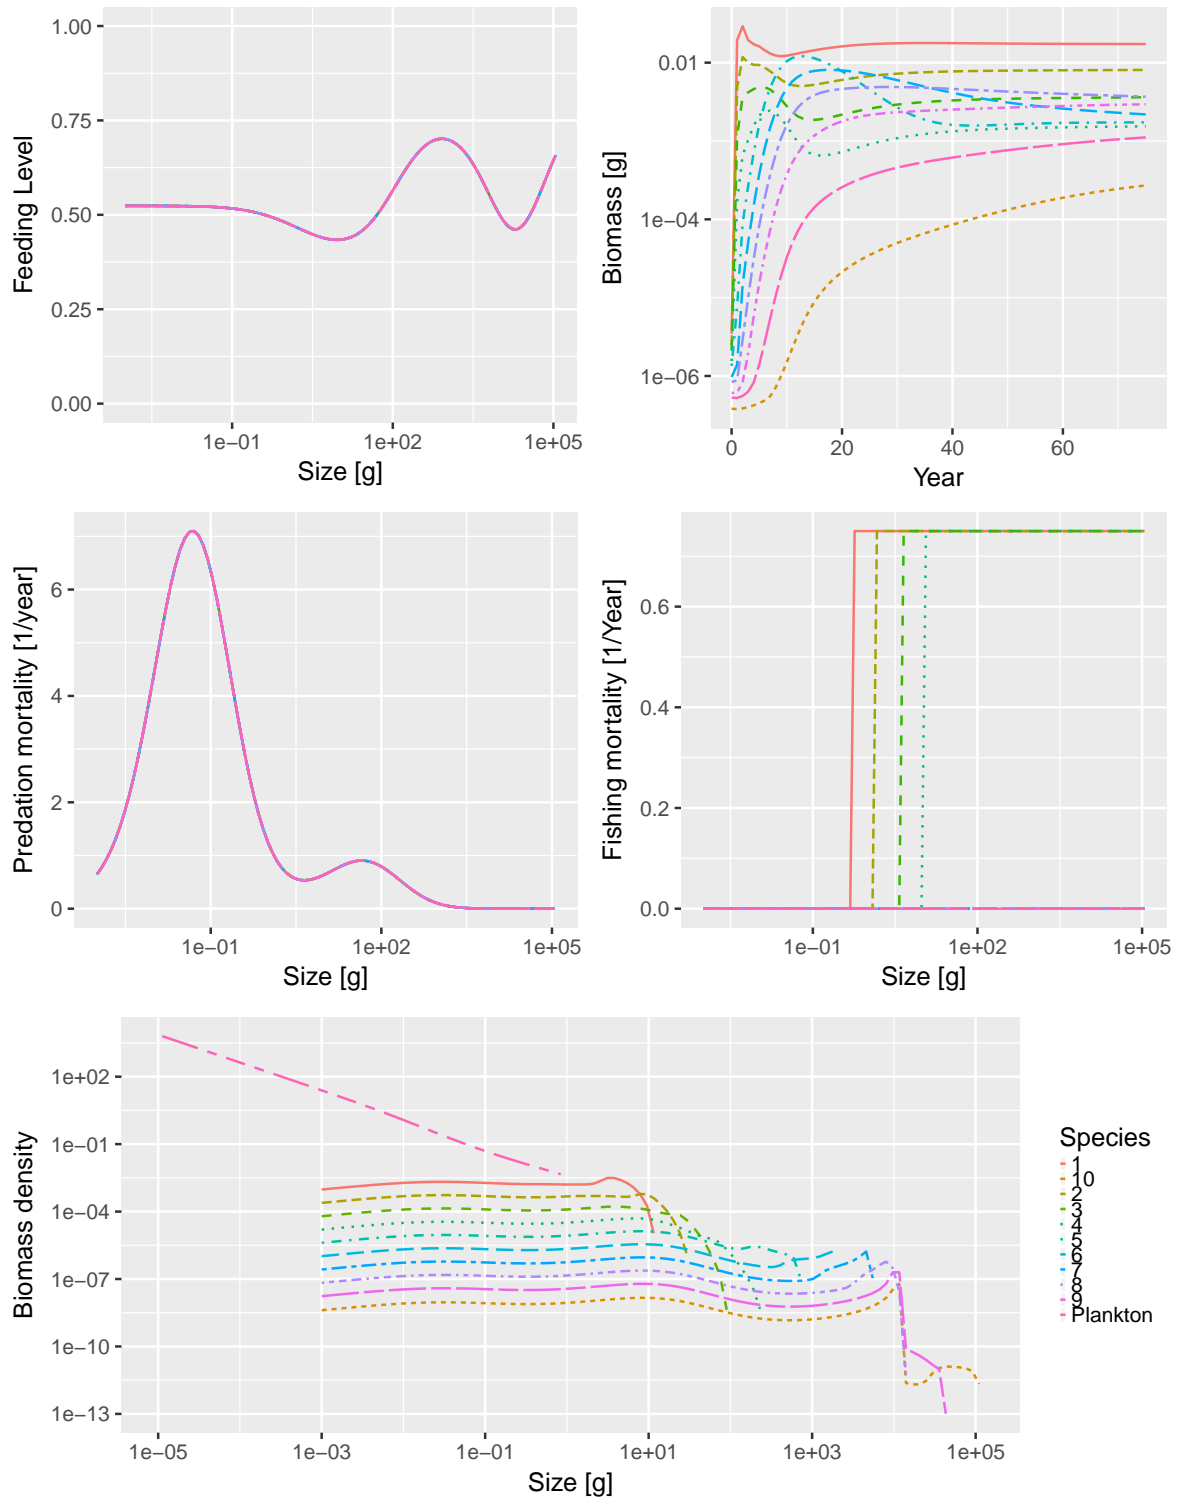 1.00
0.75
0.50
0.25
0.00
Feeding Level
1e−01 1e+02 1e+05
Size [g]
0.01
1e−04
1e−06
Biomass [g]
0 20 40 60
Year
6
4
2
0
Predation mortality [1/year]
1e−01 1e+02 1e+05
Size [g]
0.6
0.4
0.2
0.0
Fishing mortality [1/Year]
1e−01 1e+02 1e+05
Size [g]
1e+02
1e−01
1e−04
1e−07
1e−10
1e−13
Biomass density
1e−05 1e−03 1e−01 1e+01 1e+03 1e+05
Size [g]
Species
1
10
2
3
4
5
6
7
8
9
Plankton